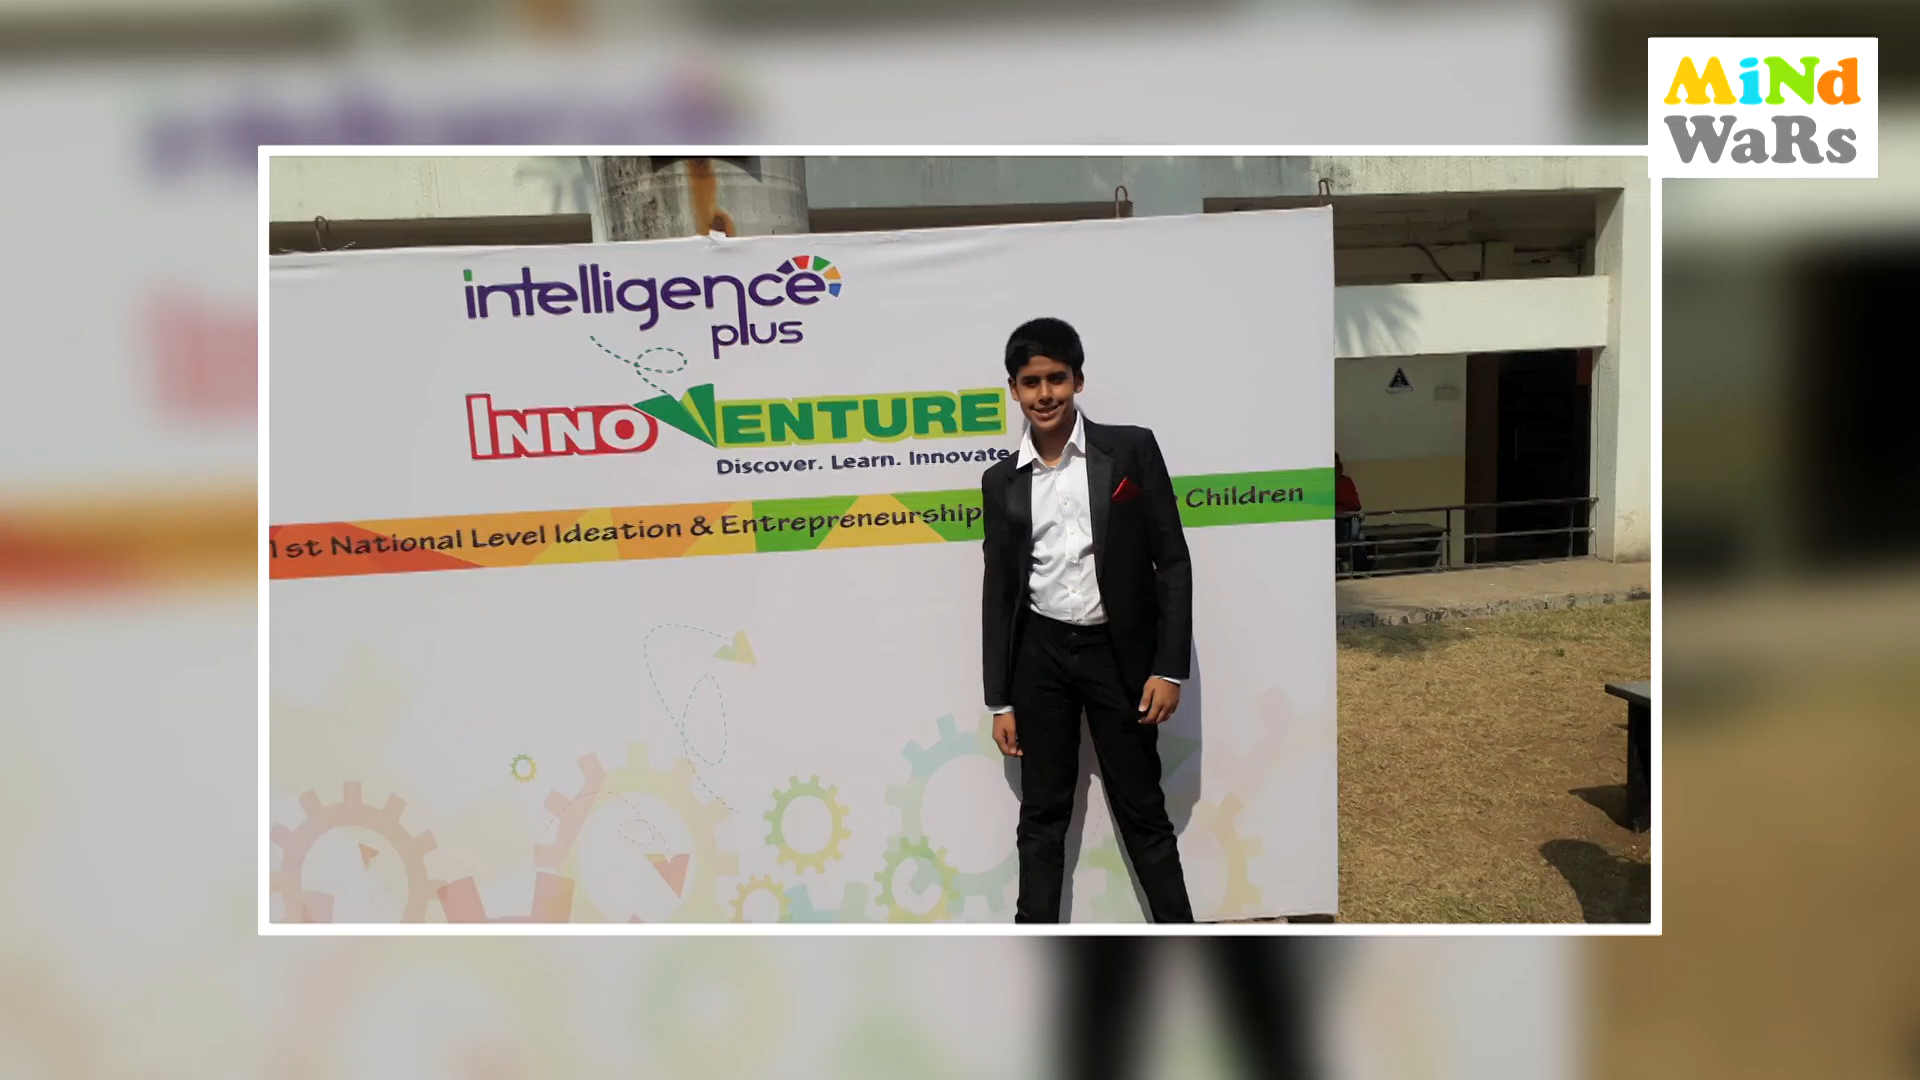 MiNd
WaRs
intelligence
plus
INNOVENTURE
Discover. Learn. Innovate
1st National Level Ideation & Entrepreneurship Children